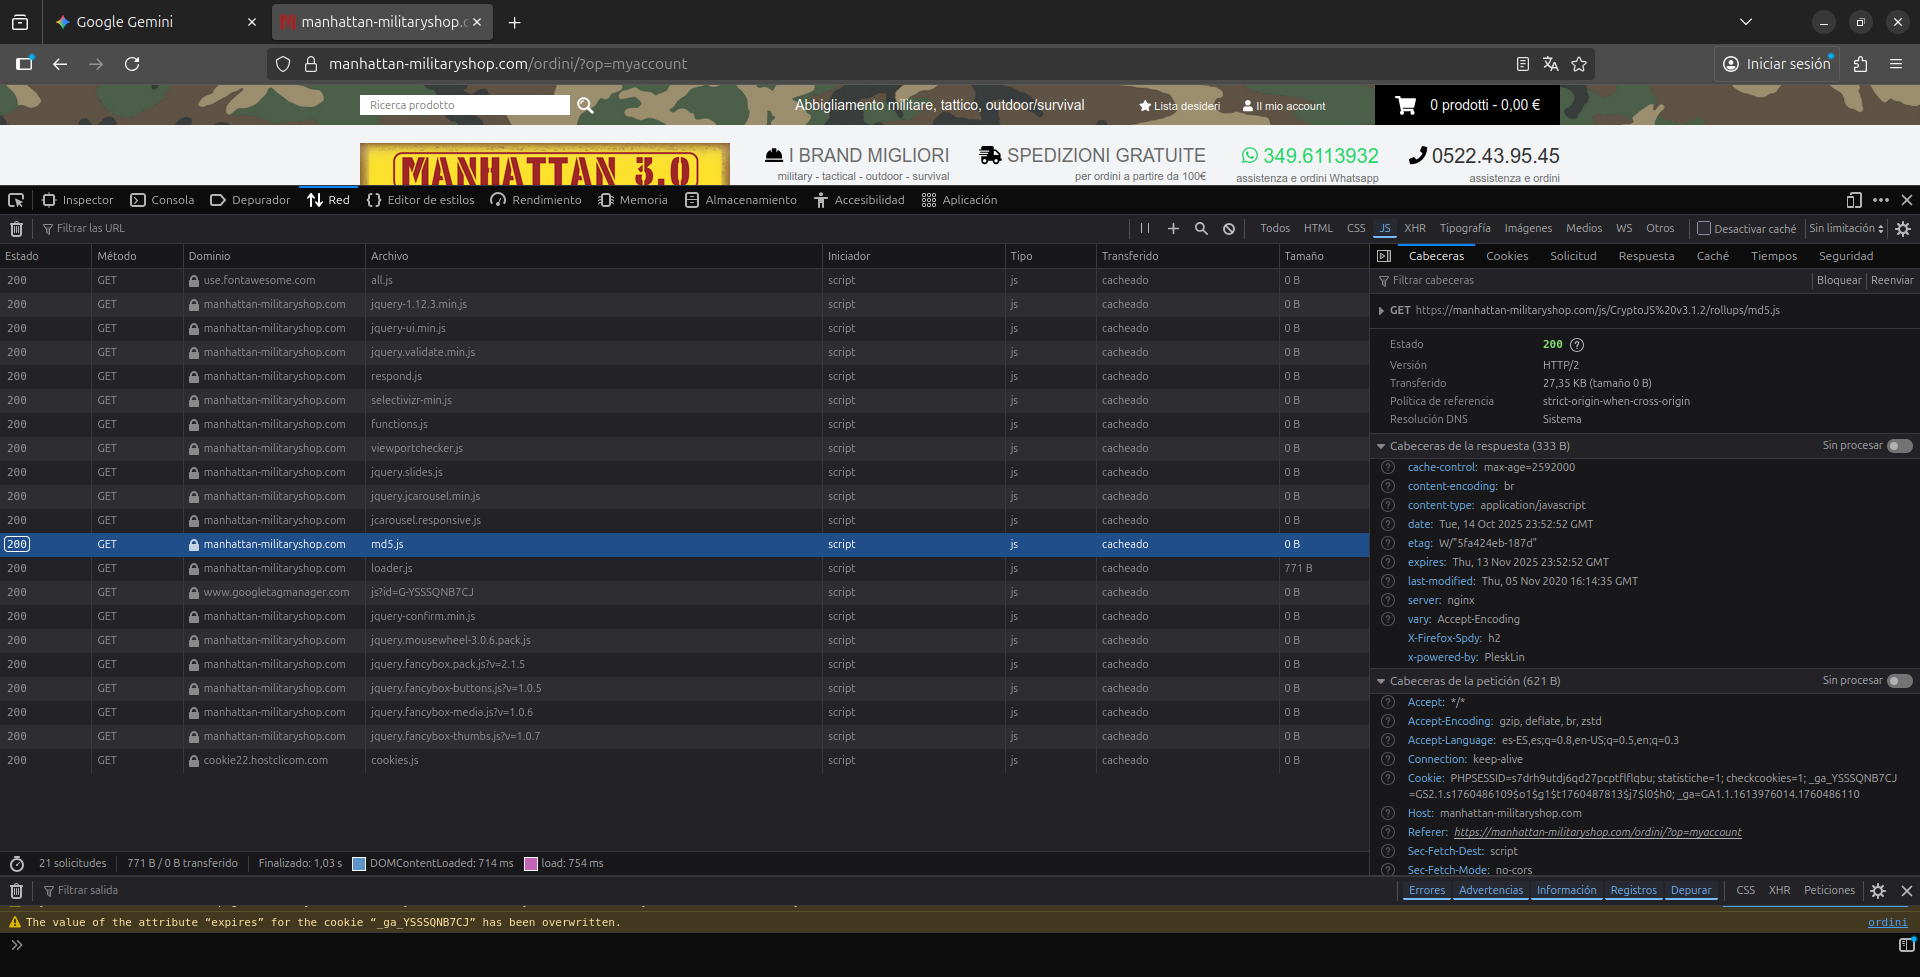 Google Gemini
manhattan-militaryshop.c
manhattan-militaryshop.com/ordini/?op=myaccount
Iniciar sesión
Ricerca prodotto
Abbigliamento militare, tattico, outdoor/survival
Lista desideri
Il mio account
0 prodotti - 0,00 €
MANHATTAN 3.0
I BRAND MIGLIORI
military - tactical - outdoor - survival
SPEDIZIONI GRATUITE
per ordini a partire da 100€
349.6113932
assistenza e ordini Whatsapp
0522.43.95.45
assistenza e ordini
Inspector Consola Depurador Red Editor de estilos Rendimiento Memoria Almacenamiento Accesibilidad Aplicación
Filtrar las URL
Todos HTML CSS JS XHR Tipografía Imágenes Medios WS Otros Desactivar caché Sin limitación
Estado Método Dominio Archivo Iniciador Tipo Transferido Tamaño
200 GET use.fontawesome.com all.js script js cacheado 0 B
200 GET manhattan-militaryshop.com jquery-1.12.3.min.js script js cacheado 0 B
200 GET manhattan-militaryshop.com jquery-ui.min.js script js cacheado 0 B
200 GET manhattan-militaryshop.com jquery.validate.min.js script js cacheado 0 B
200 GET manhattan-militaryshop.com respond.js script js cacheado 0 B
200 GET manhattan-militaryshop.com selectivizr-min.js script js cacheado 0 B
200 GET manhattan-militaryshop.com functions.js script js cacheado 0 B
200 GET manhattan-militaryshop.com viewportchecker.js script js cacheado 0 B
200 GET manhattan-militaryshop.com jquery.slides.js script js cacheado 0 B
200 GET manhattan-militaryshop.com jquery.jcarousel.min.js script js cacheado 0 B
200 GET manhattan-militaryshop.com jcarousel.responsive.js script js cacheado 0 B
200 GET manhattan-militaryshop.com md5.js script js cacheado 0 B
200 GET manhattan-militaryshop.com loader.js script js cacheado 771 B
200 GET www.googletagmanager.com js?id=G-YSSSQNB7CJ script js cacheado 0 B
200 GET manhattan-militaryshop.com jquery-confirm.min.js script js cacheado 0 B
200 GET manhattan-militaryshop.com jquery.mousewheel-3.0.6.pack.js script js cacheado 0 B
200 GET manhattan-militaryshop.com jquery.fancybox.pack.js?v=2.1.5 script js cacheado 0 B
200 GET manhattan-militaryshop.com jquery.fancybox-buttons.js?v=1.0.5 script js cacheado 0 B
200 GET manhattan-militaryshop.com jquery.fancybox-media.js?v=1.0.6 script js cacheado 0 B
200 GET manhattan-militaryshop.com jquery.fancybox-thumbs.js?v=1.0.7 script js cacheado 0 B
200 GET cookie22.hostclicom.com cookies.js script js cacheado 0 B
21 solicitudes 771 B / 0 B transferido Finalizado: 1,03 s DOMContentLoaded: 714 ms load: 754 ms
Cabeceras Cookies Solicitud Respuesta Caché Tiempos Seguridad
Filtrar cabeceras Bloquear Reenviar
GET https://manhattan-militaryshop.com/js/CryptoJS%20v3.1.2/rollups/md5.js
Estado 200
Versión HTTP/2
Transferido 27,35 KB (tamaño 0 B)
Política de referencia strict-origin-when-cross-origin
Resolución DNS Sistema
Cabeceras de la respuesta (333 B) Sin procesar
cache-control: max-age=2592000
content-encoding: br
content-type: application/javascript
date: Tue, 14 Oct 2025 23:52:52 GMT
etag: W/"5fa424eb-187d"
expires: Thu, 13 Nov 2025 23:52:52 GMT
last-modified: Thu, 05 Nov 2020 16:14:35 GMT
server: nginx
vary: Accept-Encoding
X-Firefox-Spdy: h2
x-powered-by: PleskLin
Cabeceras de la petición (621 B) Sin procesar
Accept: */*
Accept-Encoding: gzip, deflate, br, zstd
Accept-Language: es-ES,es;q=0.8,en-US;q=0.5,en;q=0.3
Connection: keep-alive
Cookie: PHPSESSID=s7drh9utdj6qd27pcptflflqbu; statistiche=1; checkcookies=1; _ga_YSSSQNB7CJ
=GS2.1.s1760486109$o1$g1$t1760487813$j7$l0$h0; _ga=GA1.1.1613976014.1760486110
Host: manhattan-militaryshop.com
Referer: https://manhattan-militaryshop.com/ordini/?op=myaccount
Sec-Fetch-Dest: script
Sec-Fetch-Mode: no-cors
Filtrar salida
Errores Advertencias Información Registros Depurar CSS XHR Peticiones
The value of the attribute “expires” for the cookie “_ga_YSSSQNB7CJ” has been overwritten. ordini